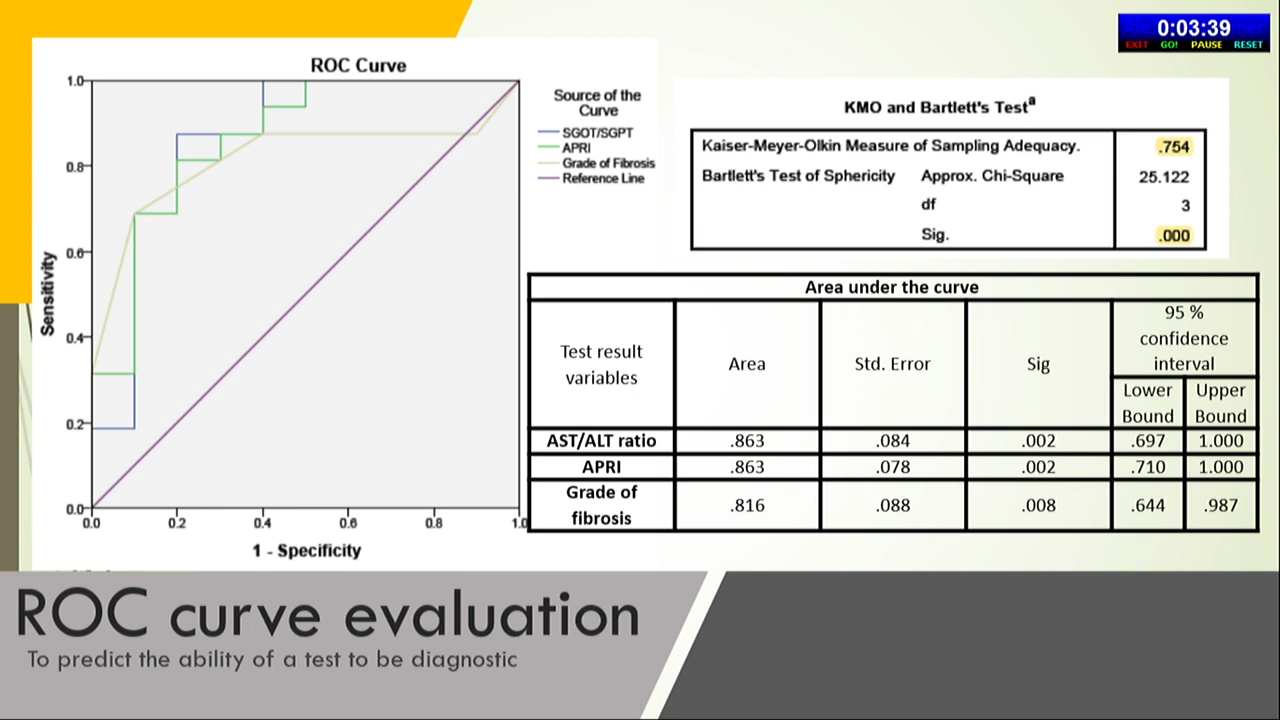 0:03:39
EXIT GO! PAUSE RESET
ROC Curve
Sensitivity
1.0
0.8
0.6
0.4
0.2
0.0
0.0 0.2 0.4 0.6 0.8 1.0
1 - Specificity
Source of the
Curve
SGOT/SGPT
APRI
Grade of Fibrosis
Reference Line
KMO and Bartlett's Testa
Kaiser-Meyer-Olkin Measure of Sampling Adequacy. .754
Bartlett's Test of Sphericity Approx. Chi-Square 25.122
df 3
Sig. .000
Area under the curve
Test result variables Area Std. Error Sig 95 % confidence interval
Lower Bound Upper Bound
AST/ALT ratio .863 .084 .002 .697 1.000
APRI .863 .078 .002 .710 1.000
Grade of fibrosis .816 .088 .008 .644 .987
ROC curve evaluation
To predict the ability of a test to be diagnostic